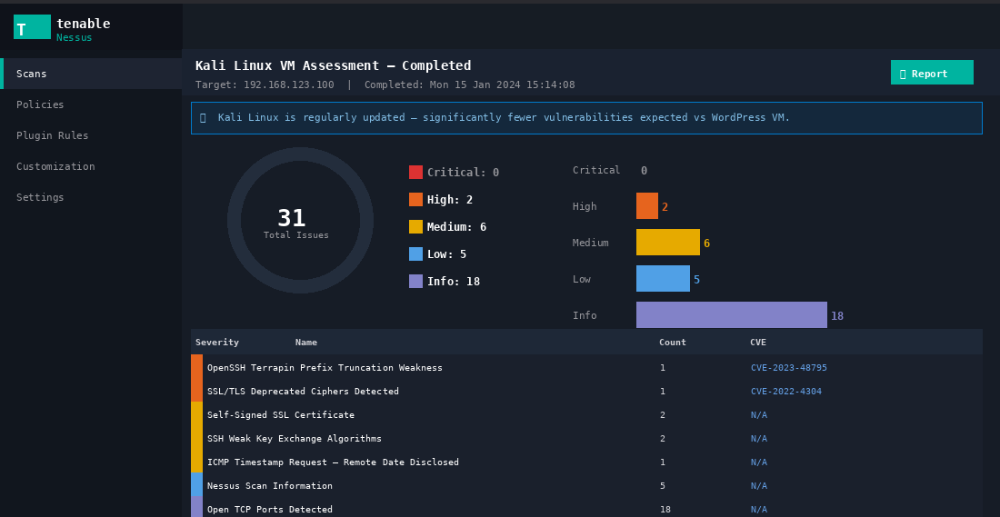 T tenable
Nessus
Scans
Policies
Plugin Rules
Customization
Settings
Kali Linux VM Assessment — Completed
Target: 192.168.123.100 | Completed: Mon 15 Jan 2024 15:14:08
Report
Kali Linux is regularly updated — significantly fewer vulnerabilities expected vs WordPress VM.
31
Total Issues
Critical: 0
High: 2
Medium: 6
Low: 5
Info: 18
Critical 0
High 2
Medium 6
Low 5
Info 18
Severity Name Count CVE
OpenSSH Terrapin Prefix Truncation Weakness 1 CVE-2023-48795
SSL/TLS Deprecated Ciphers Detected 1 CVE-2022-4304
Self-Signed SSL Certificate 2 N/A
SSH Weak Key Exchange Algorithms 2 N/A
ICMP Timestamp Request — Remote Date Disclosed 1 N/A
Nessus Scan Information 5 N/A
Open TCP Ports Detected 18 N/A